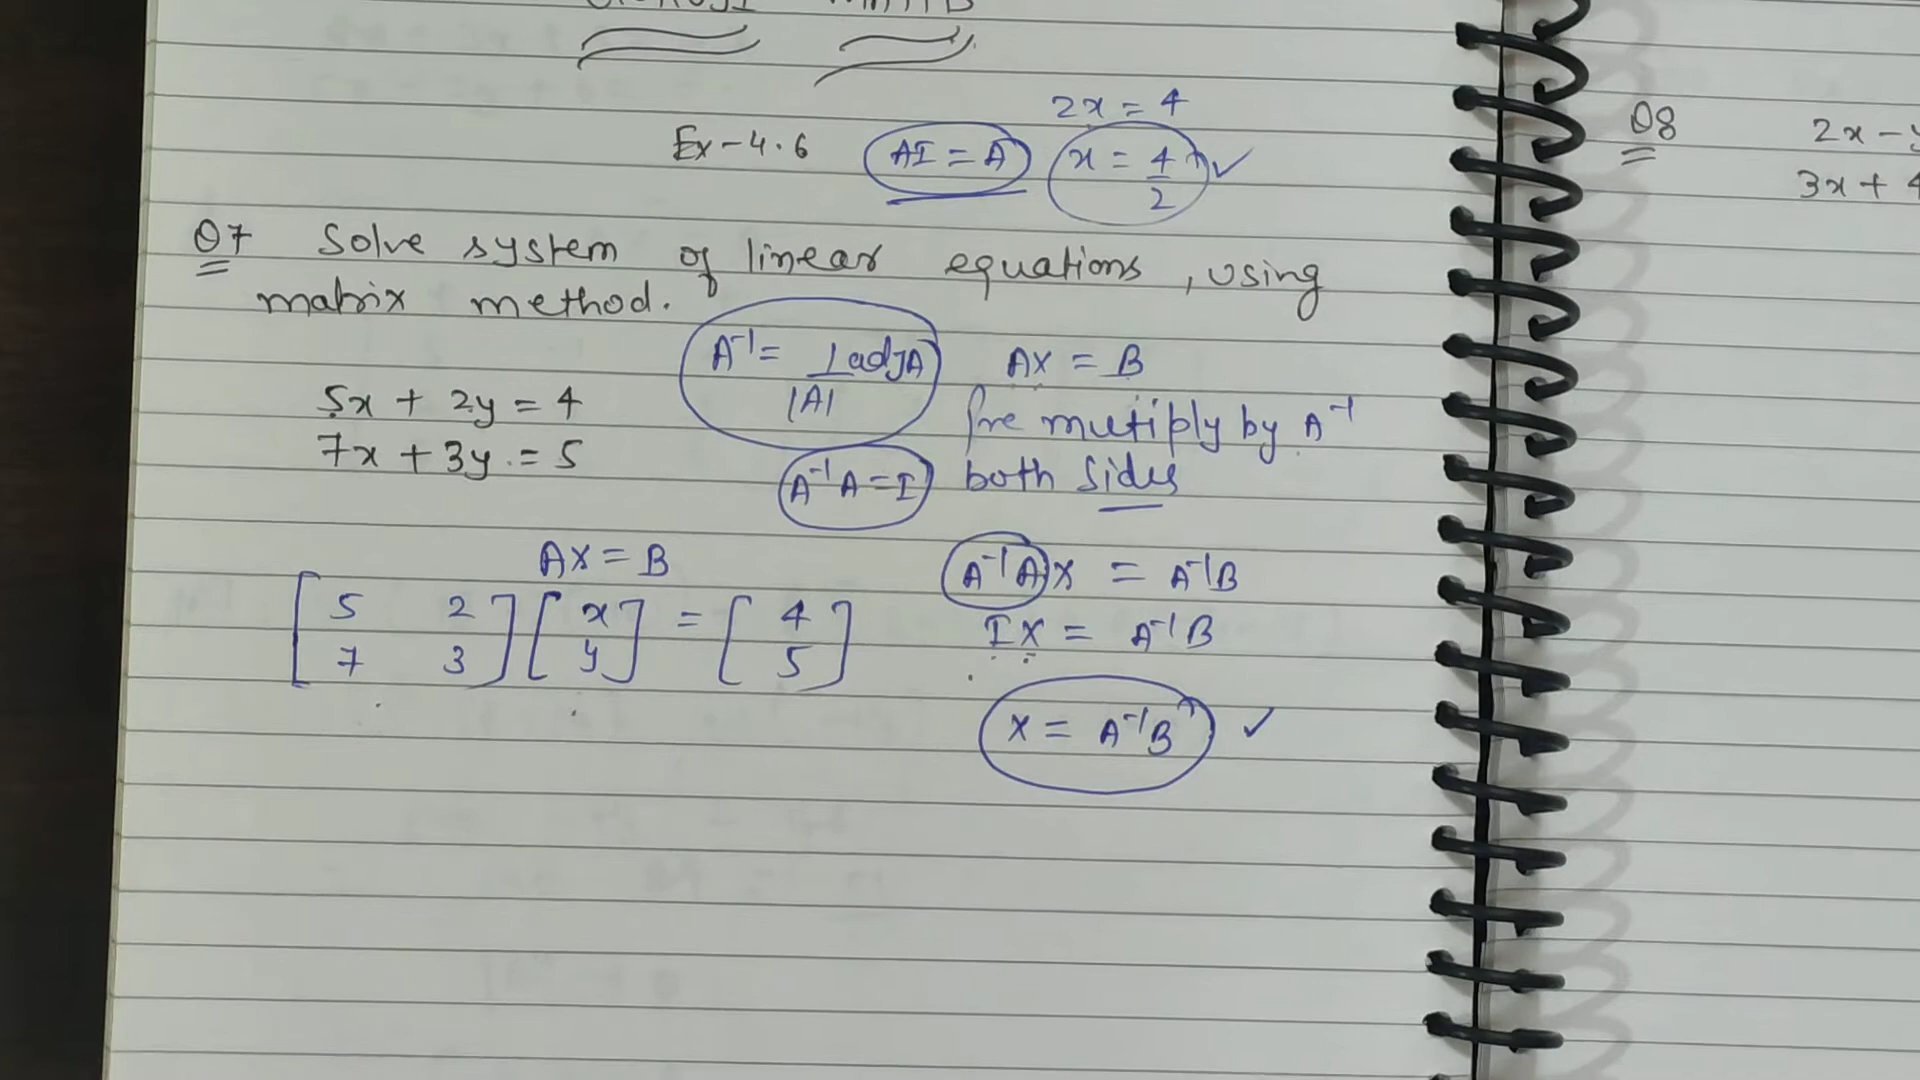 2x = 4
Ex-4.6 AI = A x = 4/2 ✓
Q7 Solve system of linear equations, using
matrix method.
A⁻¹ = 1/|A| adjA
5x + 2y = 4
7x + 3y = 5
A⁻¹A = I
AX = B
Pre mutiply by A⁻¹
both Sides
AX = B
[5 2
7 3] [x
y] = [4
5]
A⁻¹AX = A⁻¹B
IX = A⁻¹B
X = A⁻¹B ✓
Q8
2x -
3x + 4